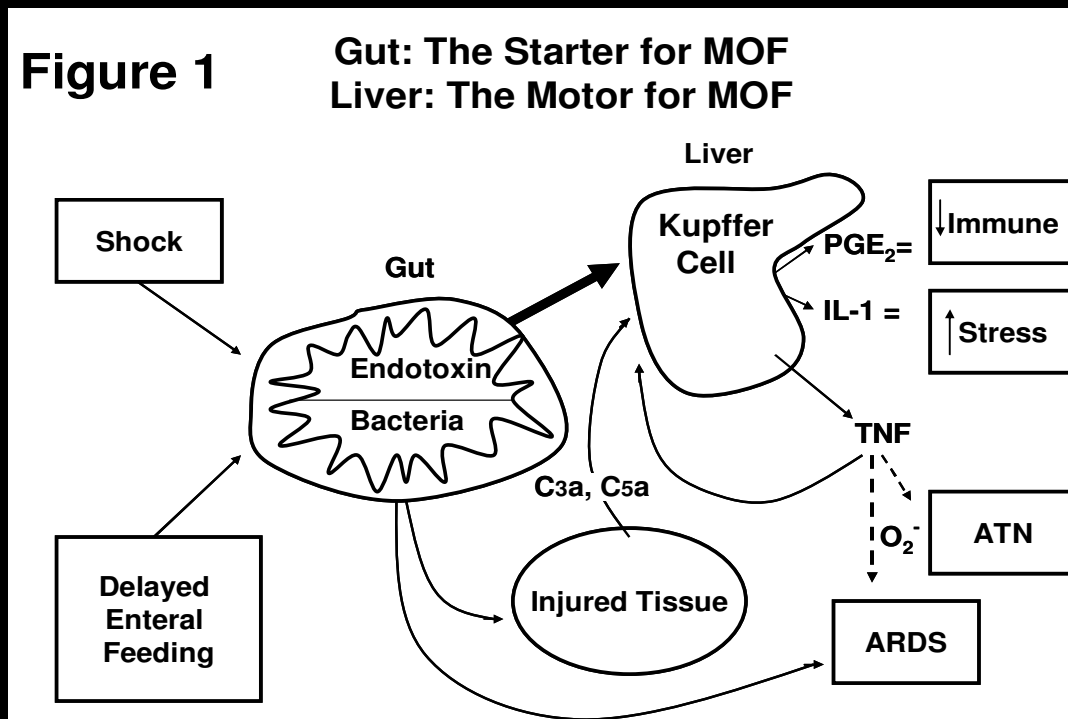 Figure 1
Gut: The Starter for MOF
Liver: The Motor for MOF
Liver
Shock
Kupffer
Cell
PGE₂=
↓Immune
Gut
IL-1 =
↑Stress
Endotoxin
Bacteria
TNF
C3a, C5a
O₂⁻
ATN
Delayed
Enteral
Feeding
Injured Tissue
ARDS